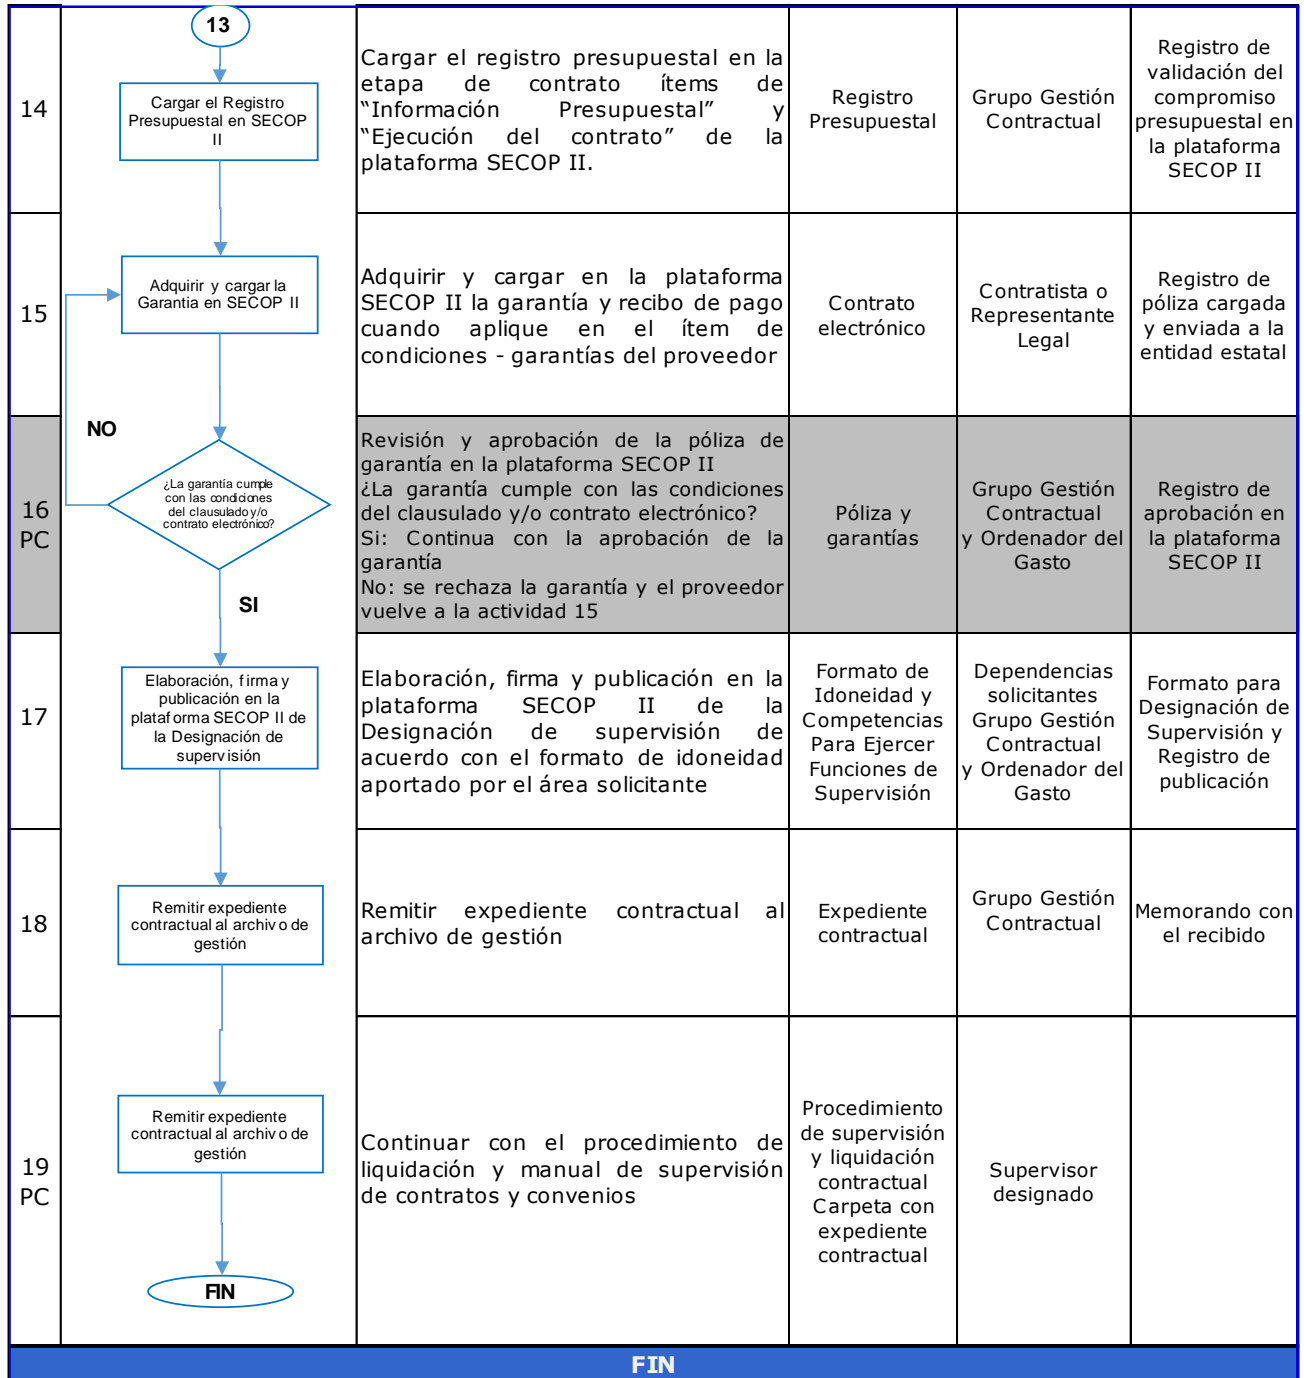 13
14
Cargar el Registro
Presupuestal en SECOP
II
Cargar el registro presupuestal en la
etapa de contrato ítems de
“Información Presupuestal” y
“Ejecución del contrato” de la
plataforma SECOP II.
Registro
Presupuestal
Grupo Gestión
Contractual
Registro de
validación del
compromiso
presupuestal en
la plataforma
SECOP II
15
Adquirir y cargar la
Garantia en SECOP II
Adquirir y cargar en la plataforma
SECOP II la garantía y recibo de pago
cuando aplique en el ítem de
condiciones - garantías del proveedor
Contrato
electrónico
Contratista o
Representante
Legal
Registro de
póliza cargada
y enviada a la
entidad estatal
NO
16
PC
¿La garantía cumple
con las condiciones
del clausulado y/o
contrato electrónico?
SI
Revisión y aprobación de la póliza de
garantía en la plataforma SECOP II
¿La garantía cumple con las condiciones
del clausulado y/o contrato electrónico?
Si: Continua con la aprobación de la
garantía
No: se rechaza la garantía y el proveedor
vuelve a la actividad 15
Póliza y
garantías
Grupo Gestión
Contractual
y Ordenador del
Gasto
Registro de
aprobación en
la plataforma
SECOP II
17
Elaboración, firma y
publicación en la
plataforma SECOP II de
la Designación de
supervisión
Elaboración, firma y publicación en la
plataforma SECOP II de la
Designación de supervisión de
acuerdo con el formato de idoneidad
aportado por el área solicitante
Formato de
Idoneidad y
Competencias
Para Ejercer
Funciones de
Supervisión
Dependencias
solicitantes
Grupo Gestión
Contractual
y Ordenador del
Gasto
Formato para
Designación de
Supervisión y
Registro de
publicación
18
Remitir expediente
contractual al archivo de
gestión
Remitir expediente contractual al
archivo de gestión
Expediente
contractual
Grupo Gestión
Contractual
Memorando con
el recibido
19
PC
Remitir expediente
contractual al archivo de
gestión
FIN
Continuar con el procedimiento de
liquidación y manual de supervisión
de contratos y convenios
Procedimiento
de supervisión
y liquidación
contractual
Carpeta con
expediente
contractual
Supervisor
designado
FIN